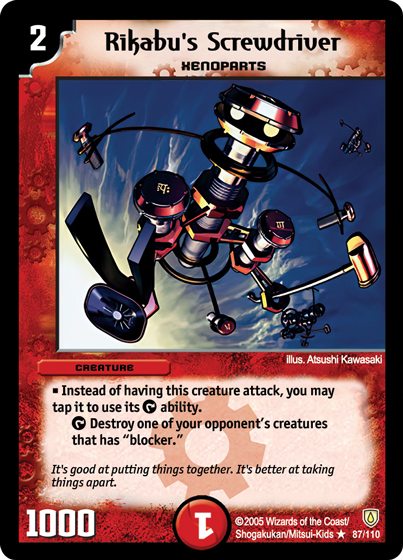 2
Rikabu's Screwdriver
XENOPARTS
illus. Atsushi Kawasaki
CREATURE
▪ Instead of having this creature attack, you may
tap it to use its ability.
Destroy one of your opponent's creatures
that has “blocker.”
It's good at putting things together. It's better at taking
things apart.
1000
1
©2005 Wizards of the Coast/
Shogakukan/Mitsui-Kids ★ 87/110